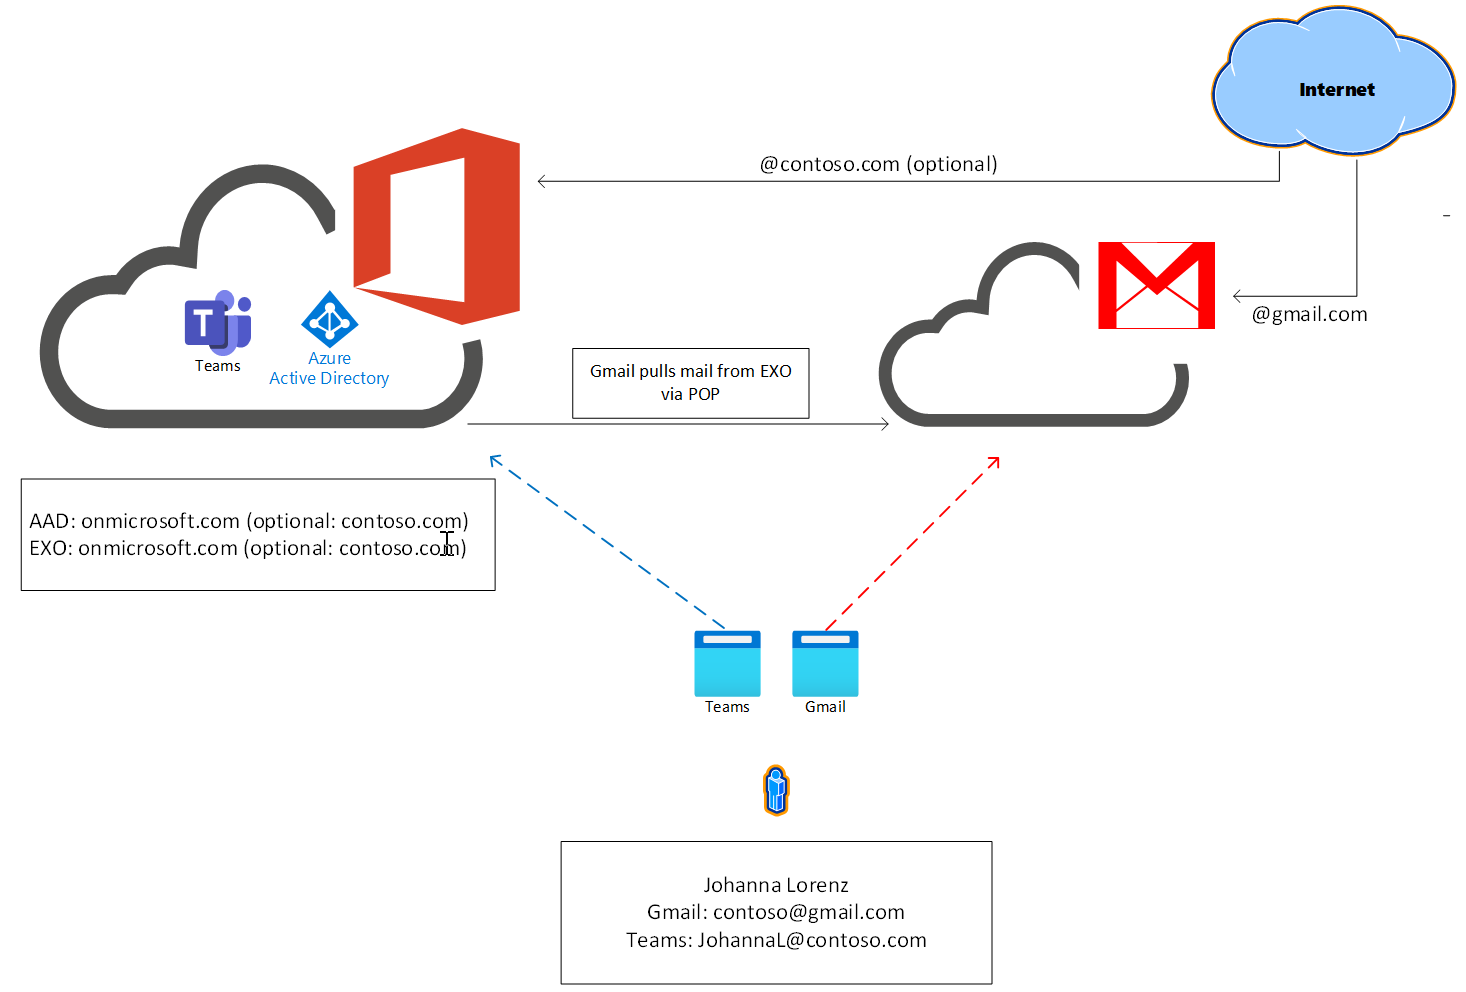 Internet
@contoso.com (optional)
@gmail.com
T
Teams
Azure
Active Directory
Gmail pulls mail from EXO
via POP
AAD: onmicrosoft.com (optional: contoso.com)
EXO: onmicrosoft.com (optional: contoso.com)
Teams
Gmail
Johanna Lorenz
Gmail: contoso@gmail.com
Teams: JohannaL@contoso.com